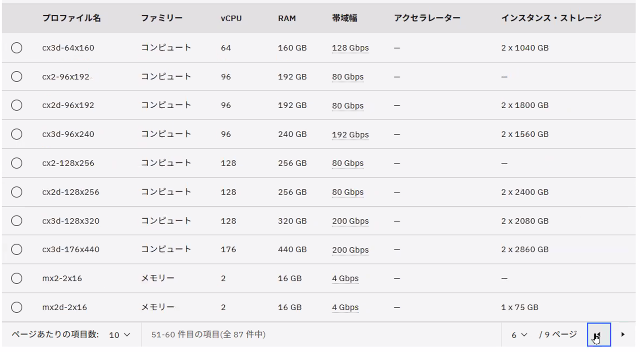 プロファイル名 ファミリー vCPU RAM 帯域幅 アクセラレーター インスタンス・ストレージ
cx3d-64x160 コンピュート 64 160 GB 128 Gbps — 2 x 1040 GB
cx2-96x192 コンピュート 96 192 GB 80 Gbps — —
cx2d-96x192 コンピュート 96 192 GB 80 Gbps — 2 x 1800 GB
cx3d-96x240 コンピュート 96 240 GB 192 Gbps — 2 x 1560 GB
cx2-128x256 コンピュート 128 256 GB 80 Gbps — —
cx2d-128x256 コンピュート 128 256 GB 80 Gbps — 2 x 2400 GB
cx3d-128x320 コンピュート 128 320 GB 200 Gbps — 2 x 2080 GB
cx3d-176x440 コンピュート 176 440 GB 200 Gbps — 2 x 2860 GB
mx2-2x16 メモリー 2 16 GB 4 Gbps — —
mx2d-2x16 メモリー 2 16 GB 4 Gbps — 1 x 75 GB
ページあたりの項目数: 10 51-60 件目の項目(全 87 件中) 6 / 9 ページ